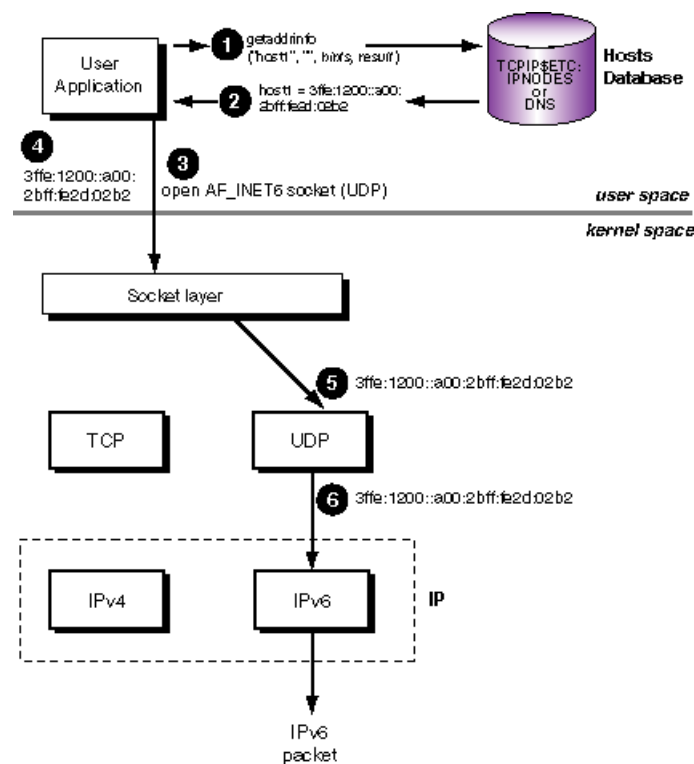 1
getaddrinfo
("host1", "", hints, result)
User
Application
TCPIP$ETC:
IPNODES
or
DNS
Hosts
Database
2
host1 = 3ffe:1200::a00:
2bff:fe2d:02b2
4
3ffe:1200::a00:
2bff:fe2d:02b2
3
open AF_INET6 socket (UDP)
user space
kernel space
Socket layer
5
3ffe:1200::a00:2bff:fe2d:02b2
TCP
UDP
6
3ffe:1200::a00:2bff:fe2d:02b2
IPv4
IPv6
IP
IPv6
packet